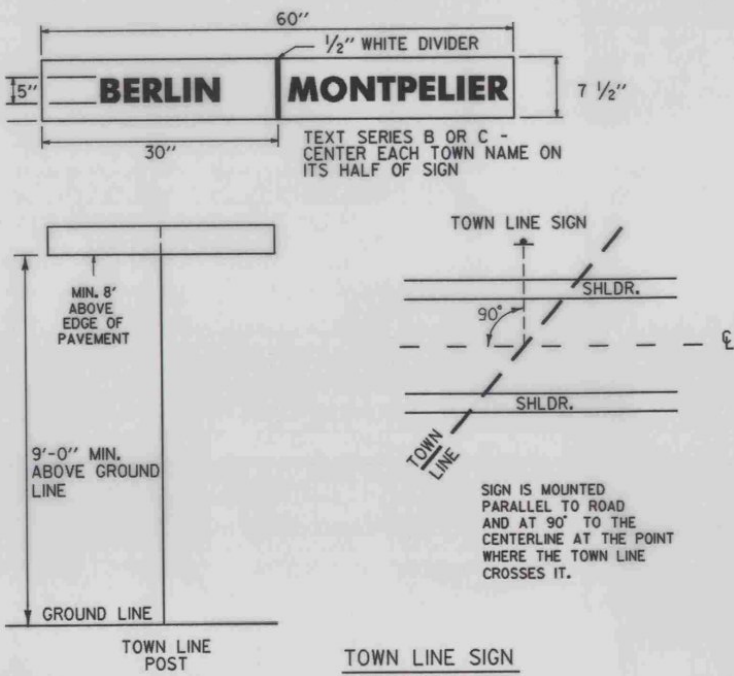 60"
1/2" WHITE DIVIDER
5"
BERLIN
MONTPELIER
7 1/2"
30"
TEXT SERIES B OR C -
CENTER EACH TOWN NAME ON
ITS HALF OF SIGN
TOWN LINE SIGN
MIN. 8'
ABOVE
EDGE OF
PAVEMENT
SHLDR.
90°
℄
SHLDR.
TOWN
LINE
9'-0" MIN.
ABOVE GROUND
LINE
SIGN IS MOUNTED
PARALLEL TO ROAD
AND AT 90° TO THE
CENTERLINE AT THE POINT
WHERE THE TOWN LINE
CROSSES IT.
GROUND LINE
TOWN LINE
POST
TOWN LINE SIGN